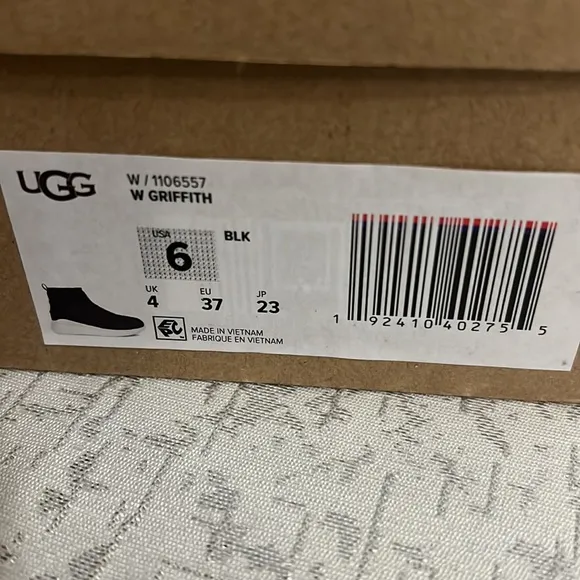 UGG
W / 1106557
W GRIFFITH
USA
6
BLK
UK EU JP
4 37 23
MADE IN VIETNAM
FABRIQUE EN VIETNAM
1 92410 40275 5